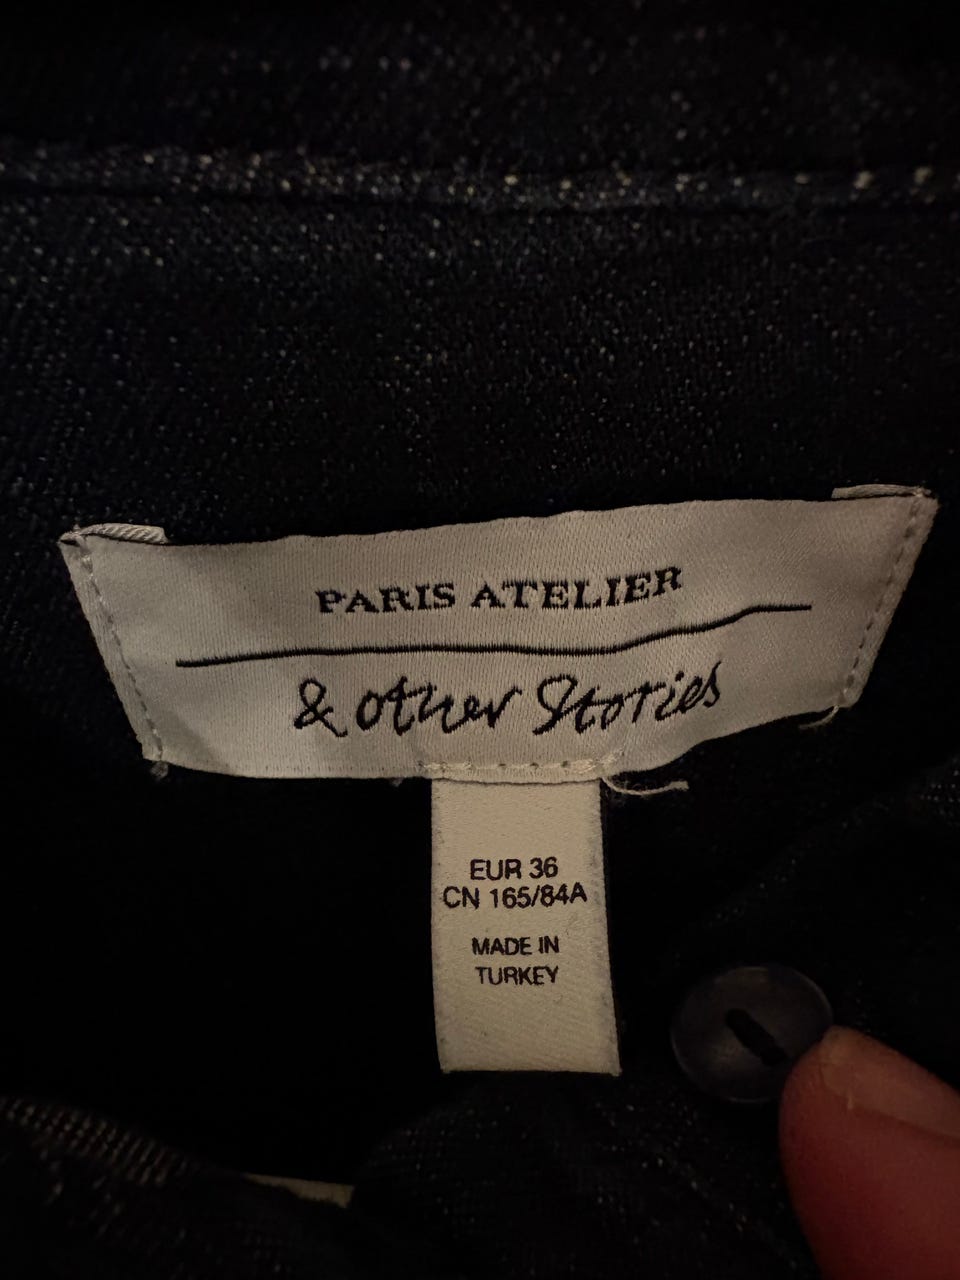 PARIS ATELIER
& other Stories
EUR 36
CN 165/84A
MADE IN
TURKEY